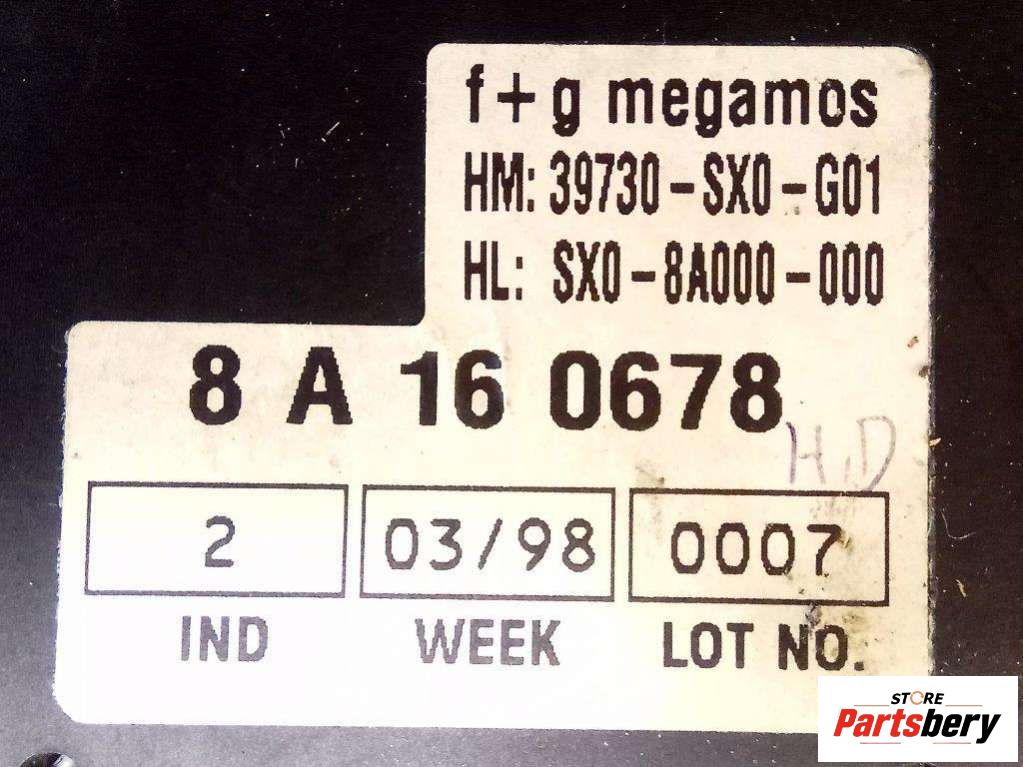 f+g megamos
HM: 39730-SX0-G01
HL: SX0-8A000-000
8 A 16 0678
H.D
2 03/98 0007
IND WEEK LOT NO.
STORE
Partsbery